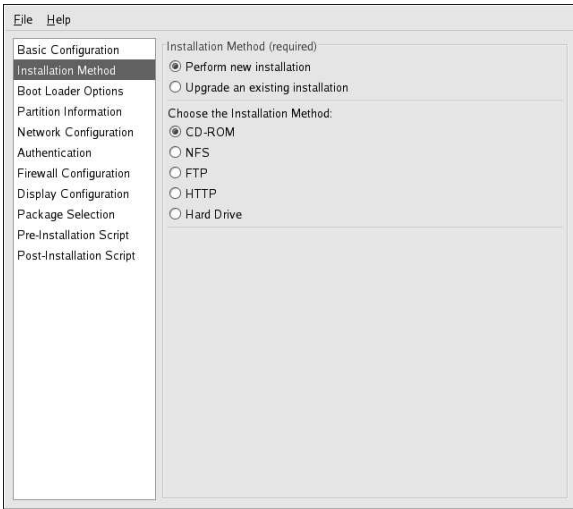 File Help
Basic Configuration
Installation Method
Boot Loader Options
Partition Information
Network Configuration
Authentication
Firewall Configuration
Display Configuration
Package Selection
Pre-Installation Script
Post-Installation Script
Installation Method (required)
Perform new installation
Upgrade an existing installation
Choose the Installation Method:
CD-ROM
NFS
FTP
HTTP
Hard Drive